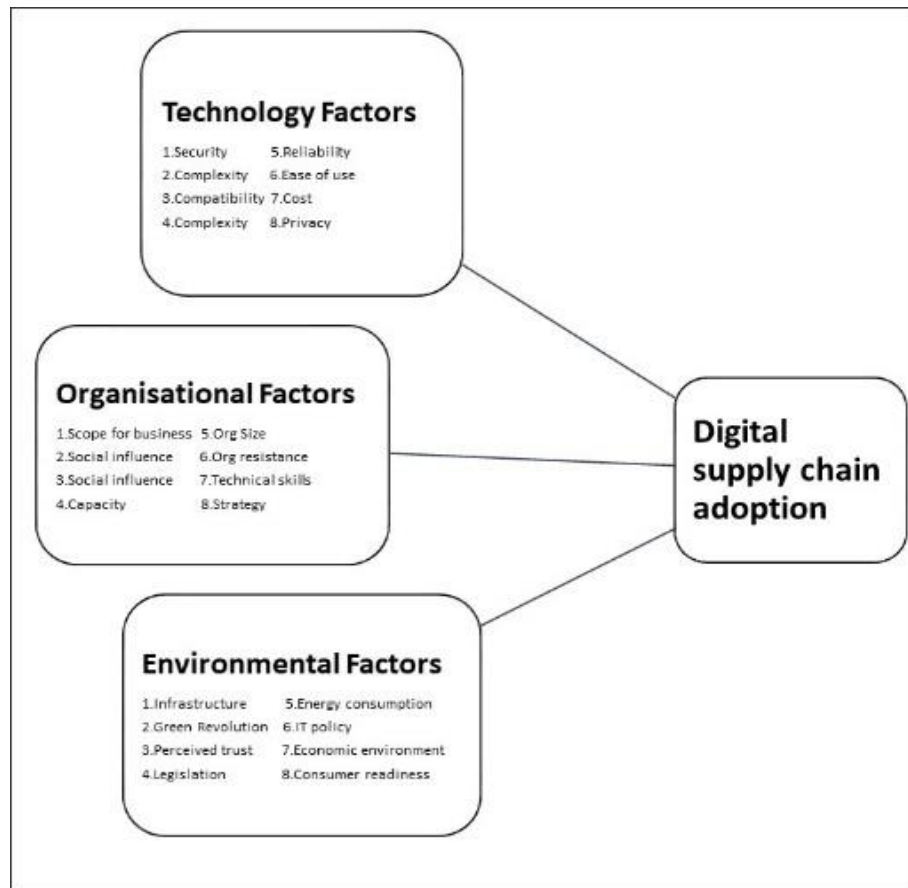 Technology Factors
1.Security 5.Reliability
2.Complexity 6.Ease of use
3.Compatibility 7.Cost
4.Complexity 8.Privacy
Organisational Factors
1.Scope for business 5.Org Size
2.Social influence 6.Org resistance
3.Social influence 7.Technical skills
4.Capacity 8.Strategy
Digital
supply chain
adoption
Environmental Factors
1.Infrastructure 5.Energy consumption
2.Green Revolution 6.IT policy
3.Perceived trust 7.Economic environment
4.Legislation 8.Consumer readiness